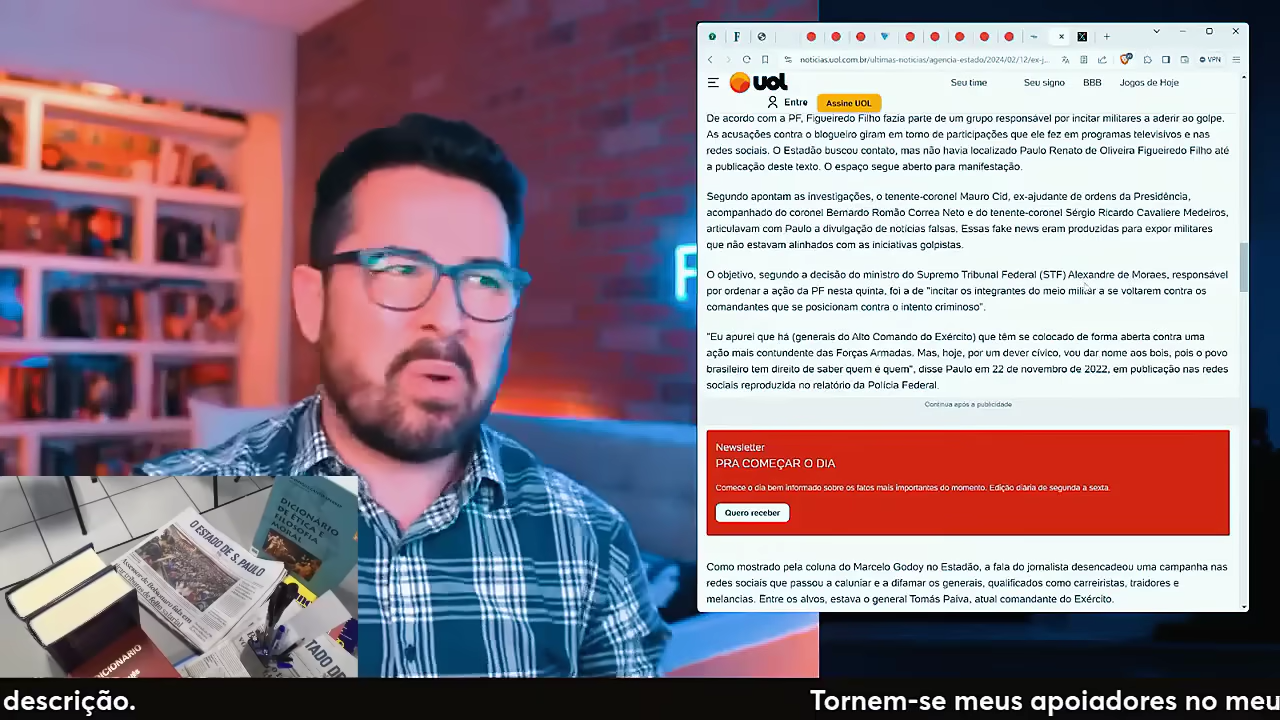 noticias.uol.com.br/ultimas-noticias/agencia-estado/2024/02/12/ex-j...
VPN
UOL
Seu time
Seu signo
BBB
Jogos de Hoje
Entre
Assine UOL
De acordo com a PF, Figueiredo Filho fazia parte de um grupo responsável por incitar militares a aderir ao golpe.
As acusações contra o blogueiro giram em torno de participações que ele fez em programas televisivos e nas
redes sociais. O Estadão buscou contato, mas não havia localizado Paulo Renato de Oliveira Figueiredo Filho até
a publicação deste texto. O espaço segue aberto para manifestação.
Segundo apontam as investigações, o tenente-coronel Mauro Cid, ex-ajudante de ordens da Presidência,
acompanhado do coronel Bernardo Romão Correa Neto e do tenente-coronel Sérgio Ricardo Cavaliere Medeiros,
articulavam com Paulo a divulgação de notícias falsas. Essas fake news eram produzidas para expor militares
que não estavam alinhados com as iniciativas golpistas.
O objetivo, segundo a decisão do ministro do Supremo Tribunal Federal (STF) Alexandre de Moraes, responsável
por ordenar a ação da PF nesta quinta, foi a de "incitar os integrantes do meio militar a se voltarem contra os
comandantes que se posicionam contra o intento criminoso".
"Eu apurei que há (generais do Alto Comando do Exército) que têm se colocado de forma aberta contra uma
ação mais contundente das Forças Armadas. Mas, hoje, por um dever cívico, vou dar nome aos bois, pois o povo
brasileiro tem direito de saber quem é quem", disse Paulo em 22 de novembro de 2022, em publicação nas redes
sociais reproduzida no relatório da Polícia Federal.
Continua após a publicidade
Newsletter
PRA COMEÇAR O DIA
Comece o dia bem informado sobre os fatos mais importantes do momento. Edição diária de segunda a sexta.
Quero receber
Como mostrado pela coluna do Marcelo Godoy no Estadão, a fala do jornalista desencadeou uma campanha nas
redes sociais que passou a caluniar e a difamar os generais, qualificados como carreiristas, traidores e
melancias. Entre os alvos, estava o general Tomás Paiva, atual comandante do Exército.
DICIONÁRIO
DE ÉTICA E
FILOSOFIA
MORAL
O ESTADO DE S. PAULO
DICIONÁRIO
TADO DE
descrição.
Tornem-se meus apoiadores no meu